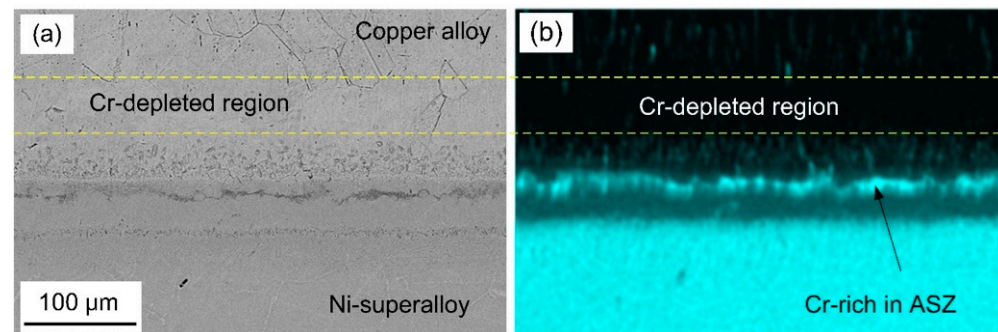 (a)
Copper alloy
Cr-depleted region
100 µm
Ni-superalloy
(b)
Cr-depleted region
Cr-rich in ASZ